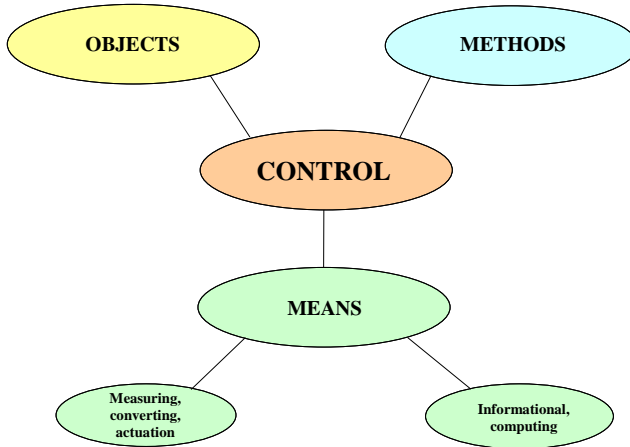 OBJECTS
METHODS
CONTROL
MEANS
Measuring,
converting,
actuation
Informational,
computing